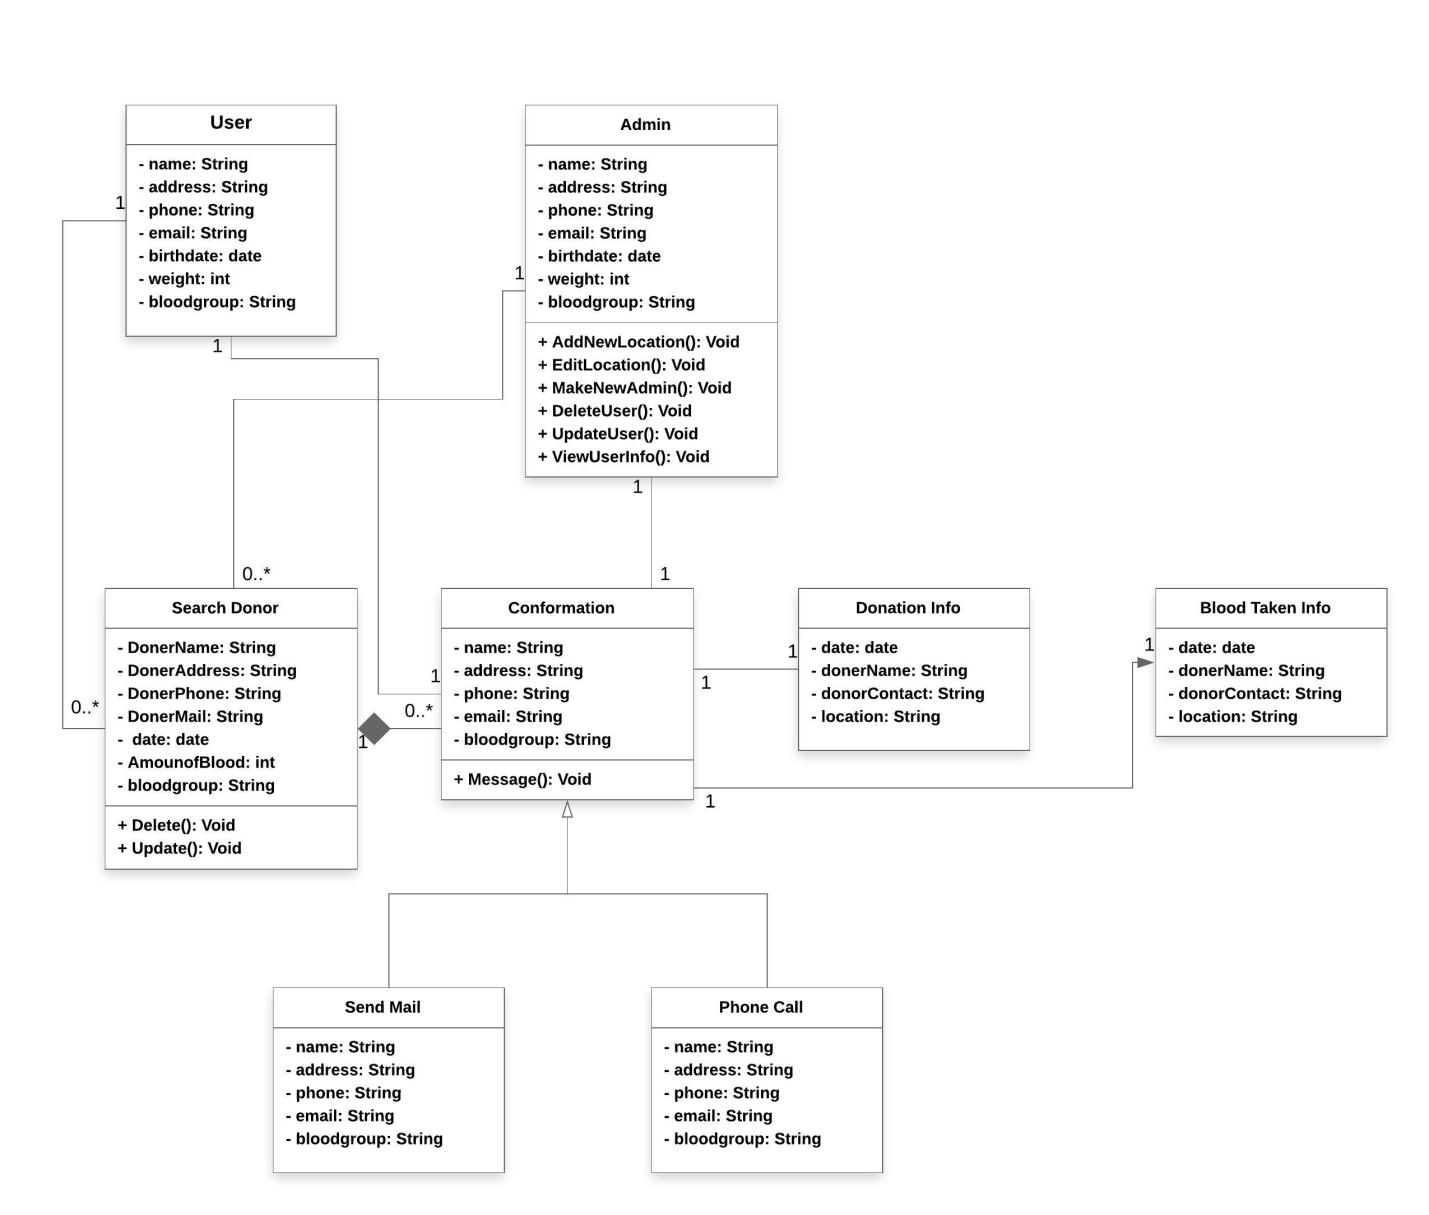 User
- name: String
- address: String
- phone: String
- email: String
- birthdate: date
- weight: int
- bloodgroup: String
1
1
Admin
- name: String
- address: String
- phone: String
- email: String
- birthdate: date
- weight: int
- bloodgroup: String
+ AddNewLocation(): Void
+ EditLocation(): Void
+ MakeNewAdmin(): Void
+ DeleteUser(): Void
+ UpdateUser(): Void
+ ViewUserInfo(): Void
1
1
0..*
1
Search Donor
- DonerName: String
- DonerAddress: String
- DonerPhone: String
- DonerMail: String
- date: date
- AmounofBlood: int
- bloodgroup: String
+ Delete(): Void
+ Update(): Void
0..*
1
0..*
1
Conformation
- name: String
- address: String
- phone: String
- email: String
- bloodgroup: String
+ Message(): Void
1
1
1
Donation Info
- date: date
- donerName: String
- donorContact: String
- location: String
1
Blood Taken Info
- date: date
- donerName: String
- donorContact: String
- location: String
Send Mail
- name: String
- address: String
- phone: String
- email: String
- bloodgroup: String
Phone Call
- name: String
- address: String
- phone: String
- email: String
- bloodgroup: String